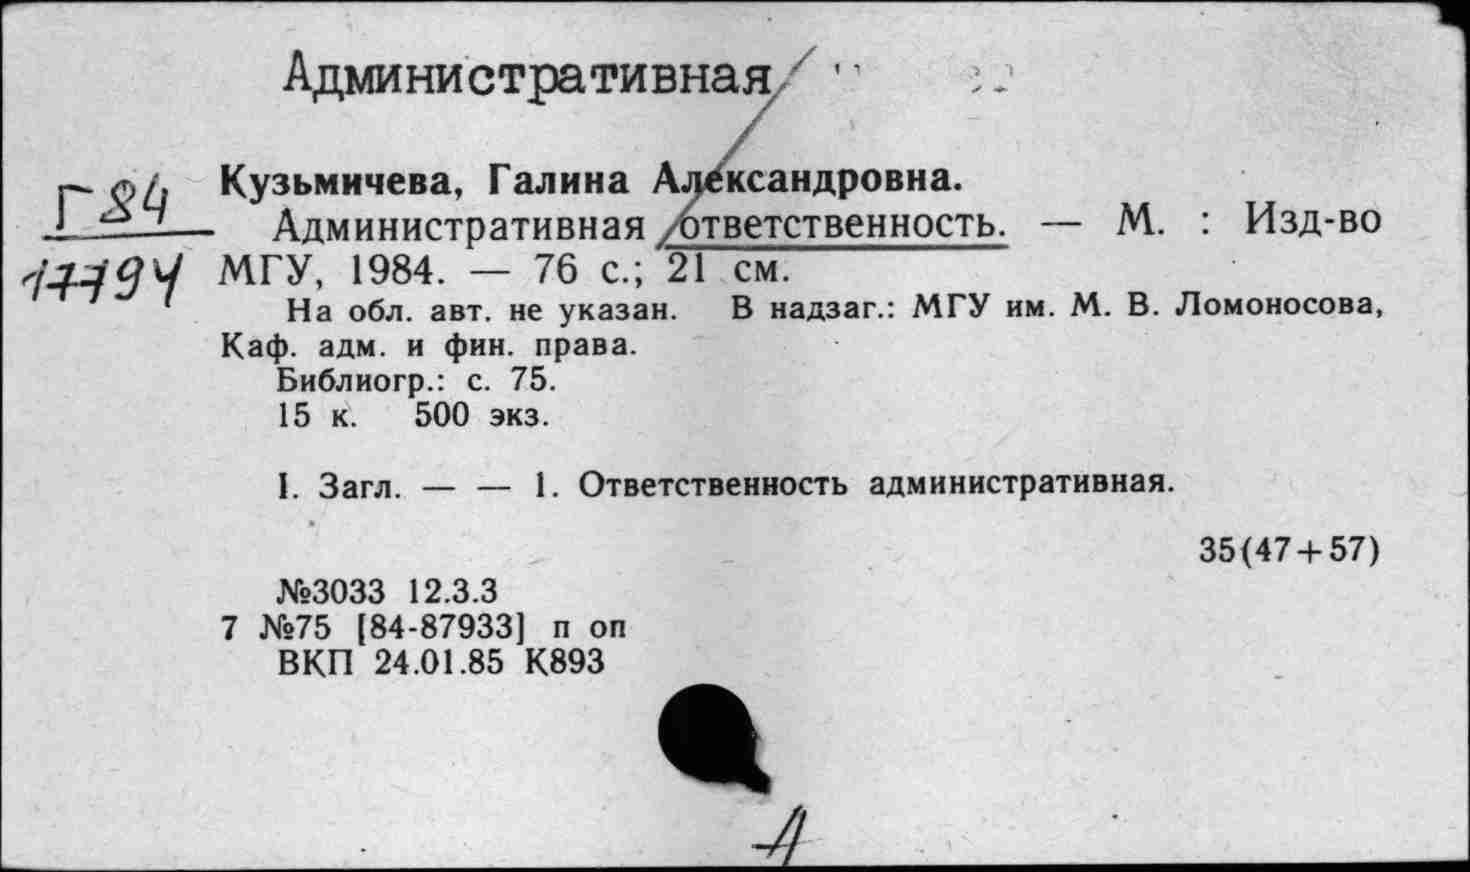 Административная
Г84
17794
Кузьмичева, Галина Александровна.
Административная ответственность. — М. : Изд-во
МГУ, 1984. — 76 с.; 21 см.
На обл. авт. не указан. В надзаг.: МГУ им. М. В. Ломоносова,
Каф. адм. и фин. права.
Библиогр.: с. 75.
15 к. 500 экз.
I. Загл. — — 1. Ответственность административная.
35(47+57)
№3033 12.3.3
7 №75 [84-87933] п оп
ВКП 24.01.85 К893